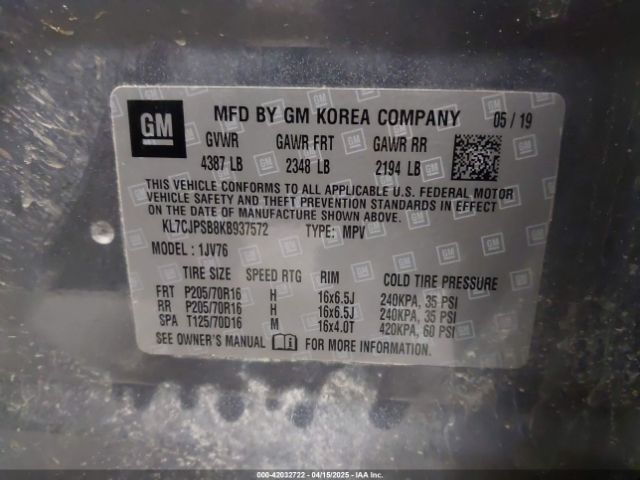 GM
MFD BY GM KOREA COMPANY 05 / 19
GVWR GAWR FRT GAWR RR
4387 LB 2348 LB 2194 LB
THIS VEHICLE CONFORMS TO ALL APPLICABLE U.S. FEDERAL MOTOR
VEHICLE SAFETY AND THEFT PREVENTION STANDARDS IN EFFECT
ON THE DATE OF MANUFACTURE SHOWN ABOVE.
KL7CJPSB8KB937572 TYPE: MPV
MODEL: 1JV76
TIRE SIZE SPEED RTG RIM COLD TIRE PRESSURE
FRT P205/70R16 H 16x6.5J 240KPA, 35 PSI
RR P205/70R16 H 16x6.5J 240KPA, 35 PSI
SPA T125/70D16 M 16x4.0T 420KPA, 60 PSI
SEE OWNER'S MANUAL FOR MORE INFORMATION.
000-42032722 - 04/15/2025 - IAAI.COM